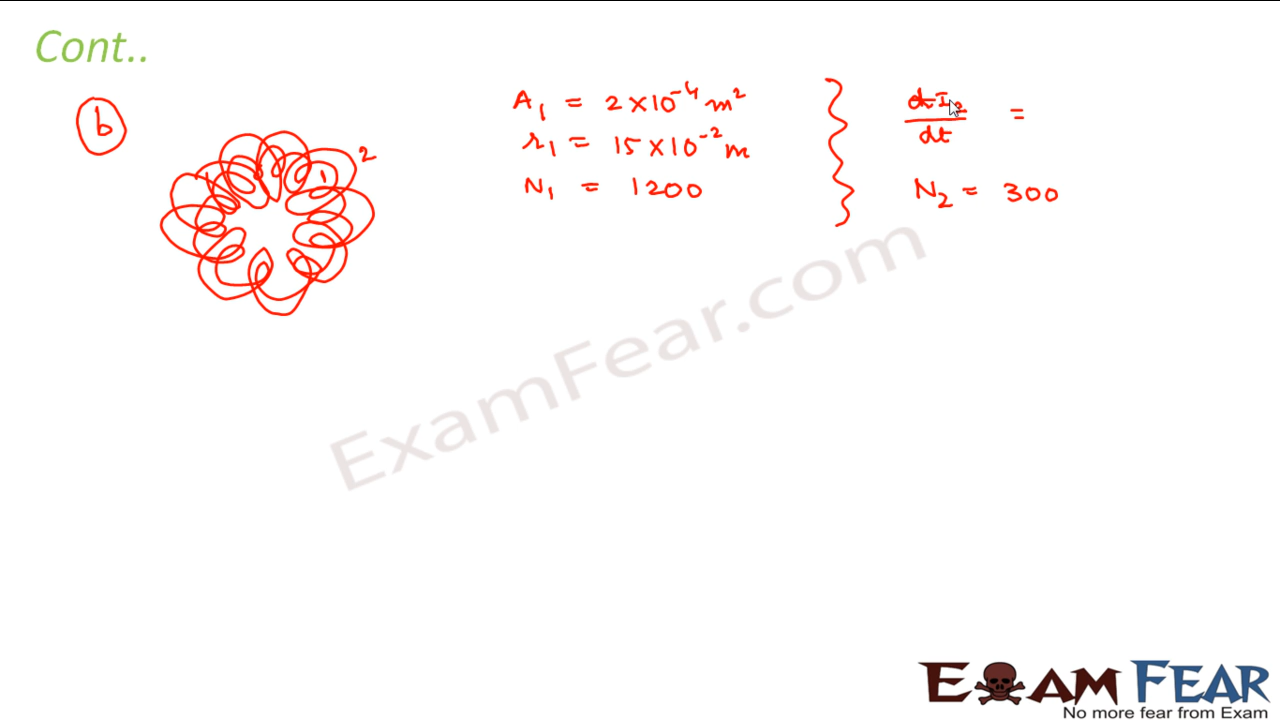 Cont..
b
1
1
2
A₁ = 2 × 10⁻⁴ m²
r₁ = 15 × 10⁻² m
N₁ = 1200
dI₂/dt =
N₂ = 300
ExamFear.com
EXAM FEAR
No more fear from Exam